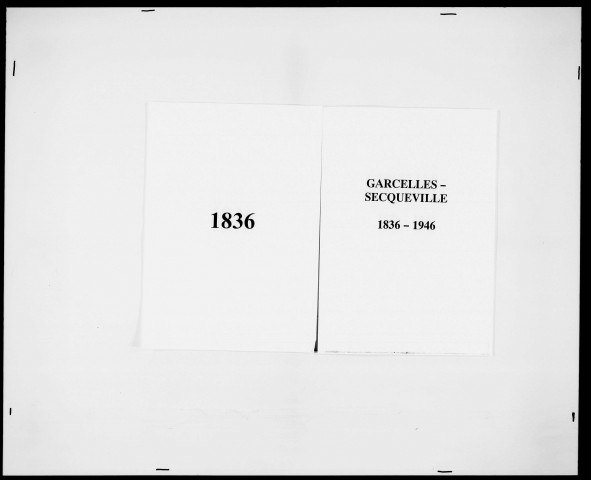 1836
GARCELLES –
SECQUEVILLE
1836 – 1946